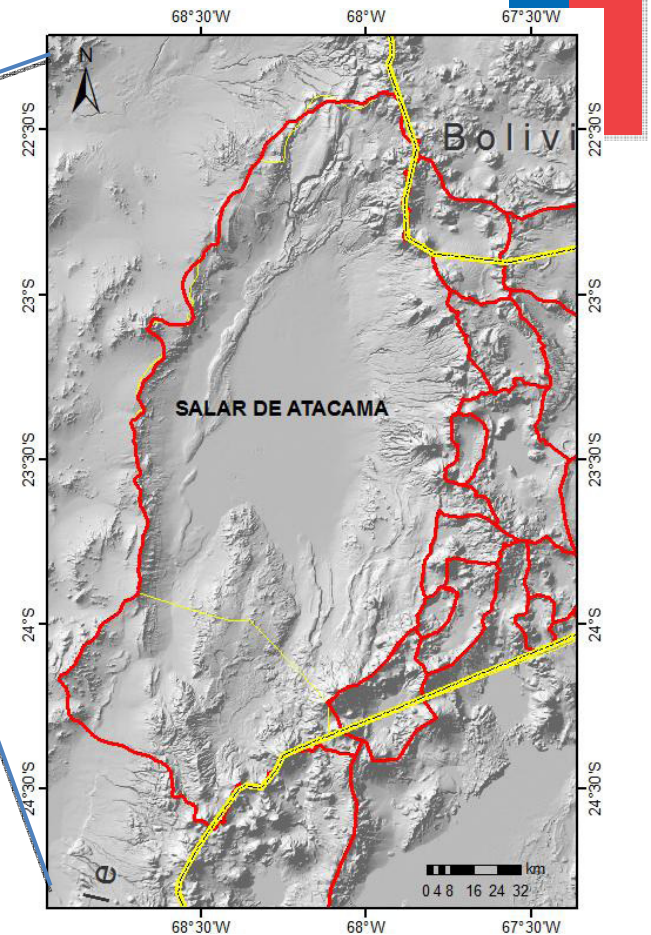 68°30'W 68°W 67°30'W
N
22°30'S 22°30'S
Bolivi
23°S 23°S
SALAR DE ATACAMA
23°30'S 23°30'S
24°S 24°S
24°30'S 24°30'S
km
0 4 8 16 24 32
l e
68°30'W 68°W 67°30'W